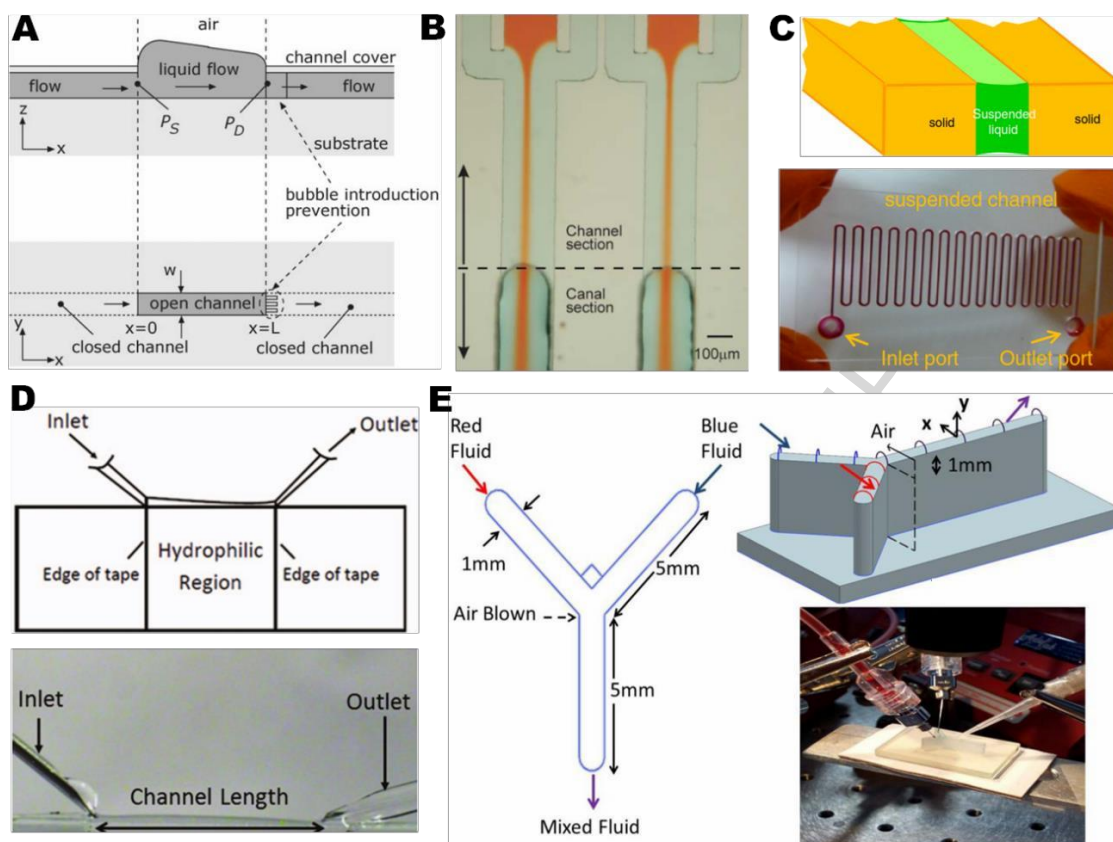 A
air
channel cover
liquid flow
flow
flow
P_S
P_D
z
x
substrate
bubble introduction
prevention
w
open channel
x=0
x=L
y
x
closed channel
closed channel
B
Channel
section
Canal
section
100μm
C
solid
Suspended
liquid
solid
suspended channel
Inlet port
Outlet port
D
Inlet
Outlet
Hydrophilic
Region
Edge of tape
Edge of tape
Inlet
Outlet
Channel Length
E
Red
Fluid
Blue
Fluid
1mm
5mm
Air Blown
5mm
Mixed Fluid
y
x
Air
1mm